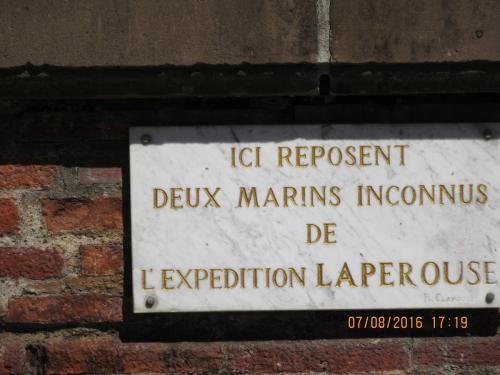 ICI REPOSENT
DEUX MARINS INCONNUS
DE
L'EXPEDITION LAPEROUSE
07/08/2016 17:19